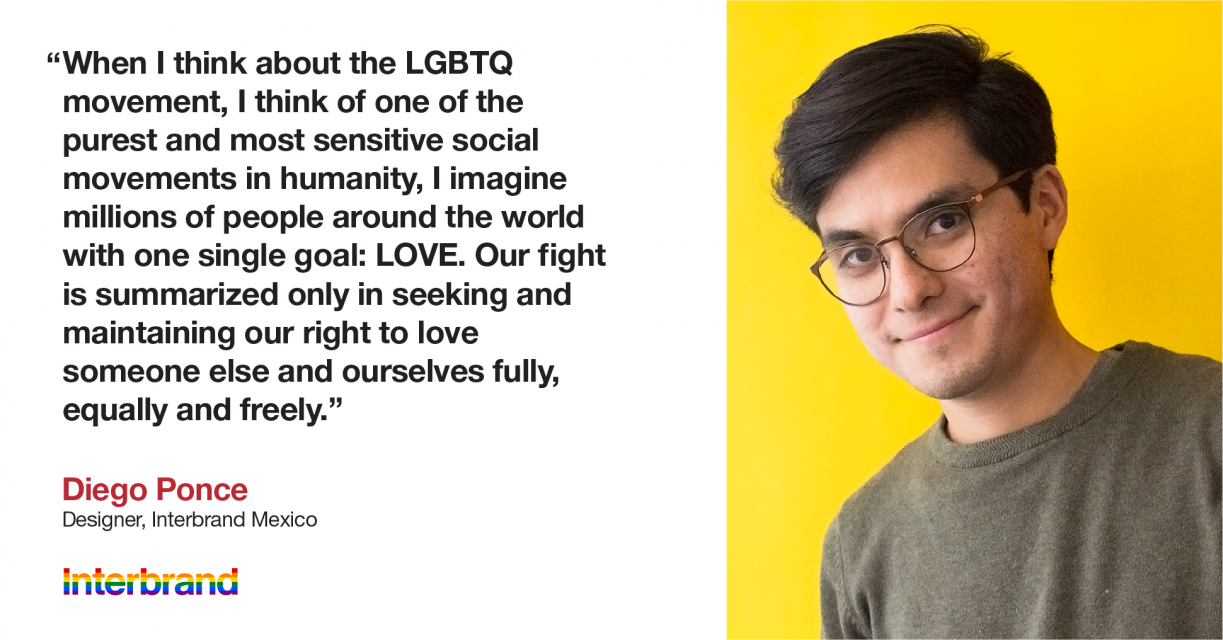 “When I think about the LGBTQ
movement, I think of one of the
purest and most sensitive social
movements in humanity, I imagine
millions of people around the world
with one single goal: LOVE. Our fight
is summarized only in seeking and
maintaining our right to love
someone else and ourselves fully,
equally and freely.”
Diego Ponce
Designer, Interbrand Mexico
Interbrand